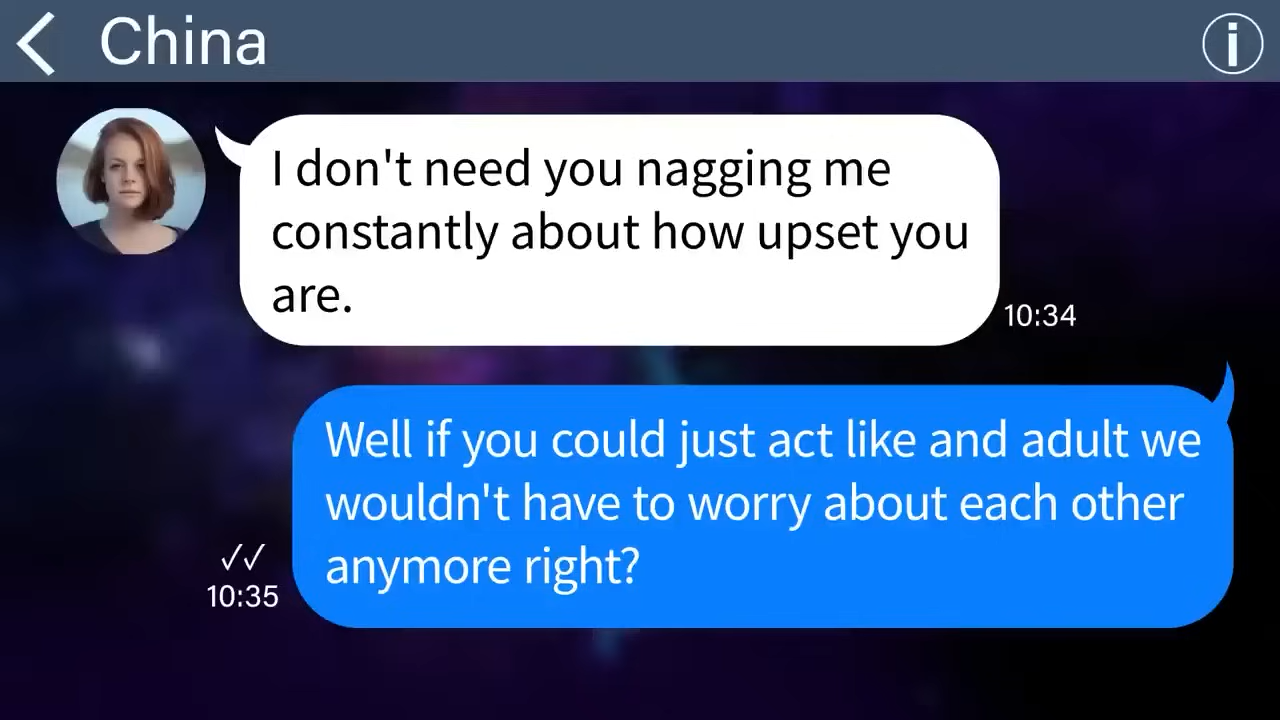 China
I don't need you nagging me
constantly about how upset you
are.
10:34
Well if you could just act like and adult we
wouldn't have to worry about each other
anymore right?
10:35